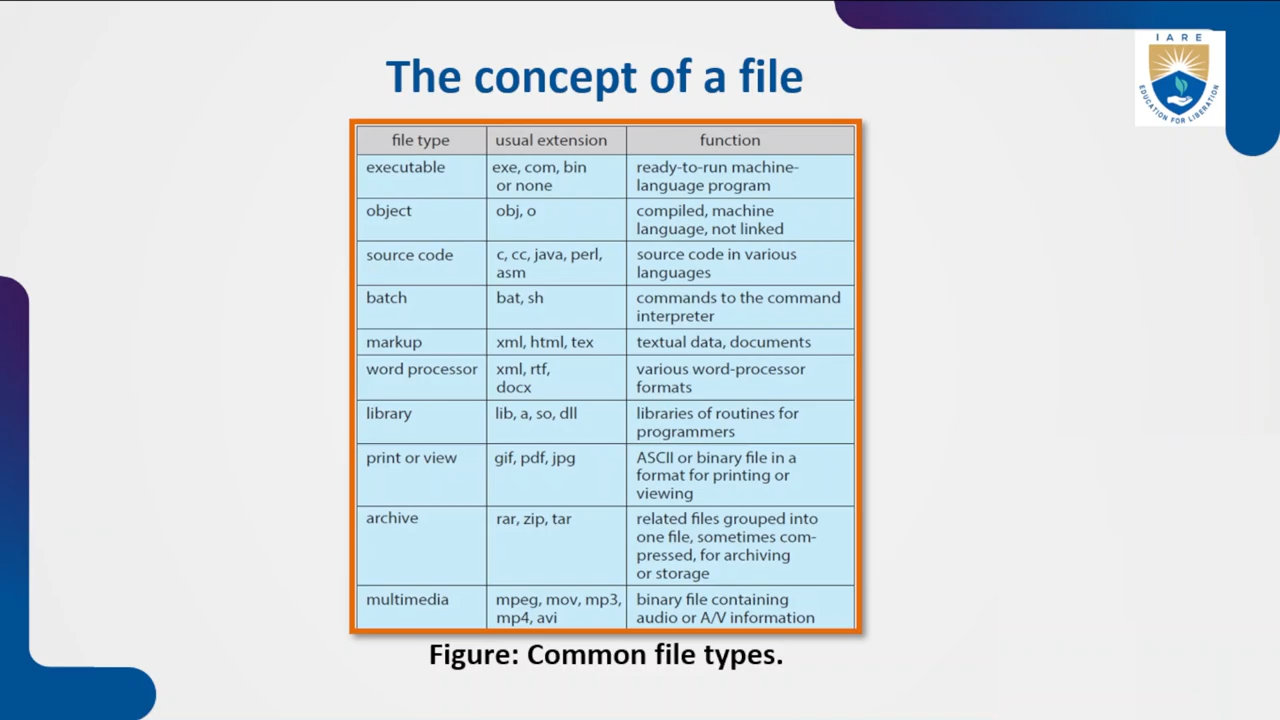 The concept of a file
IARE
EDUCATION FOR LIBERATION
file type usual extension function
executable exe, com, bin ready-to-run machine-
or none language program
object obj, o compiled, machine
language, not linked
source code c, cc, java, perl, source code in various
asm languages
batch bat, sh commands to the command
interpreter
markup xml, html, tex textual data, documents
word processor xml, rtf, various word-processor
docx formats
library lib, a, so, dll libraries of routines for
programmers
print or view gif, pdf, jpg ASCII or binary file in a
format for printing or
viewing
archive rar, zip, tar related files grouped into
one file, sometimes com-
pressed, for archiving
or storage
multimedia mpeg, mov, mp3, binary file containing
mp4, avi audio or A/V information
Figure: Common file types.